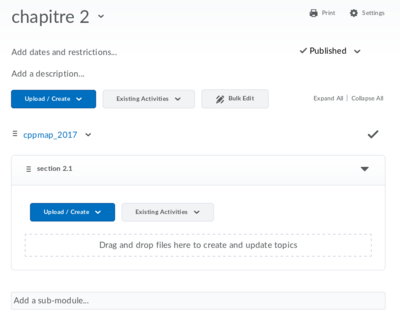 chapitre 2
Print
Settings
Add dates and restrictions...
Published
Add a description...
Upload / Create
Existing Activities
Bulk Edit
Expand All | Collapse All
cppmap_2017
section 2.1
Upload / Create
Existing Activities
Drag and drop files here to create and update topics
Add a sub-module...